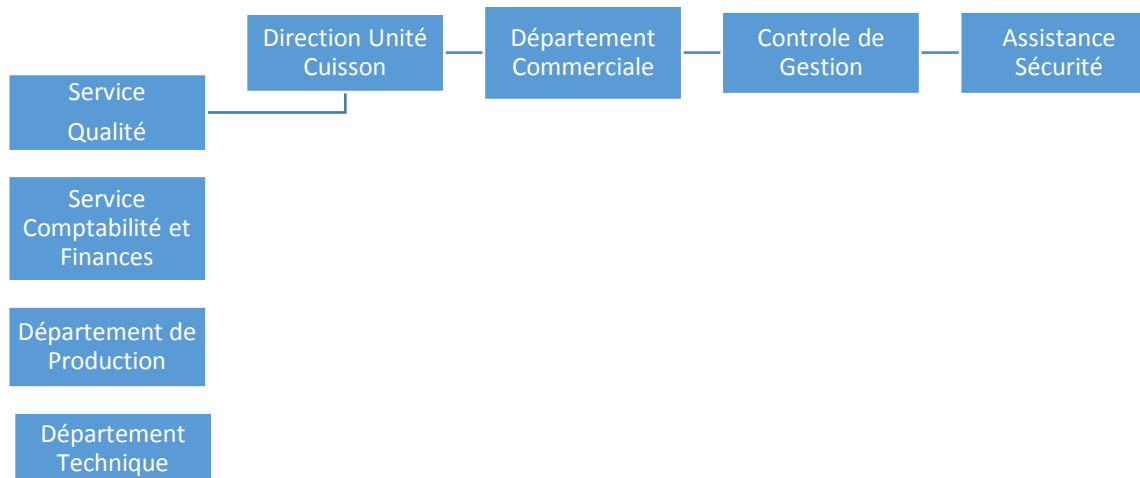 Direction Unité
Cuisson
Département
Commerciale
Controle de
Gestion
Assistance
Sécurité
Service
Qualité
Service
Comptabilité et
Finances
Département de
Production
Département
Technique